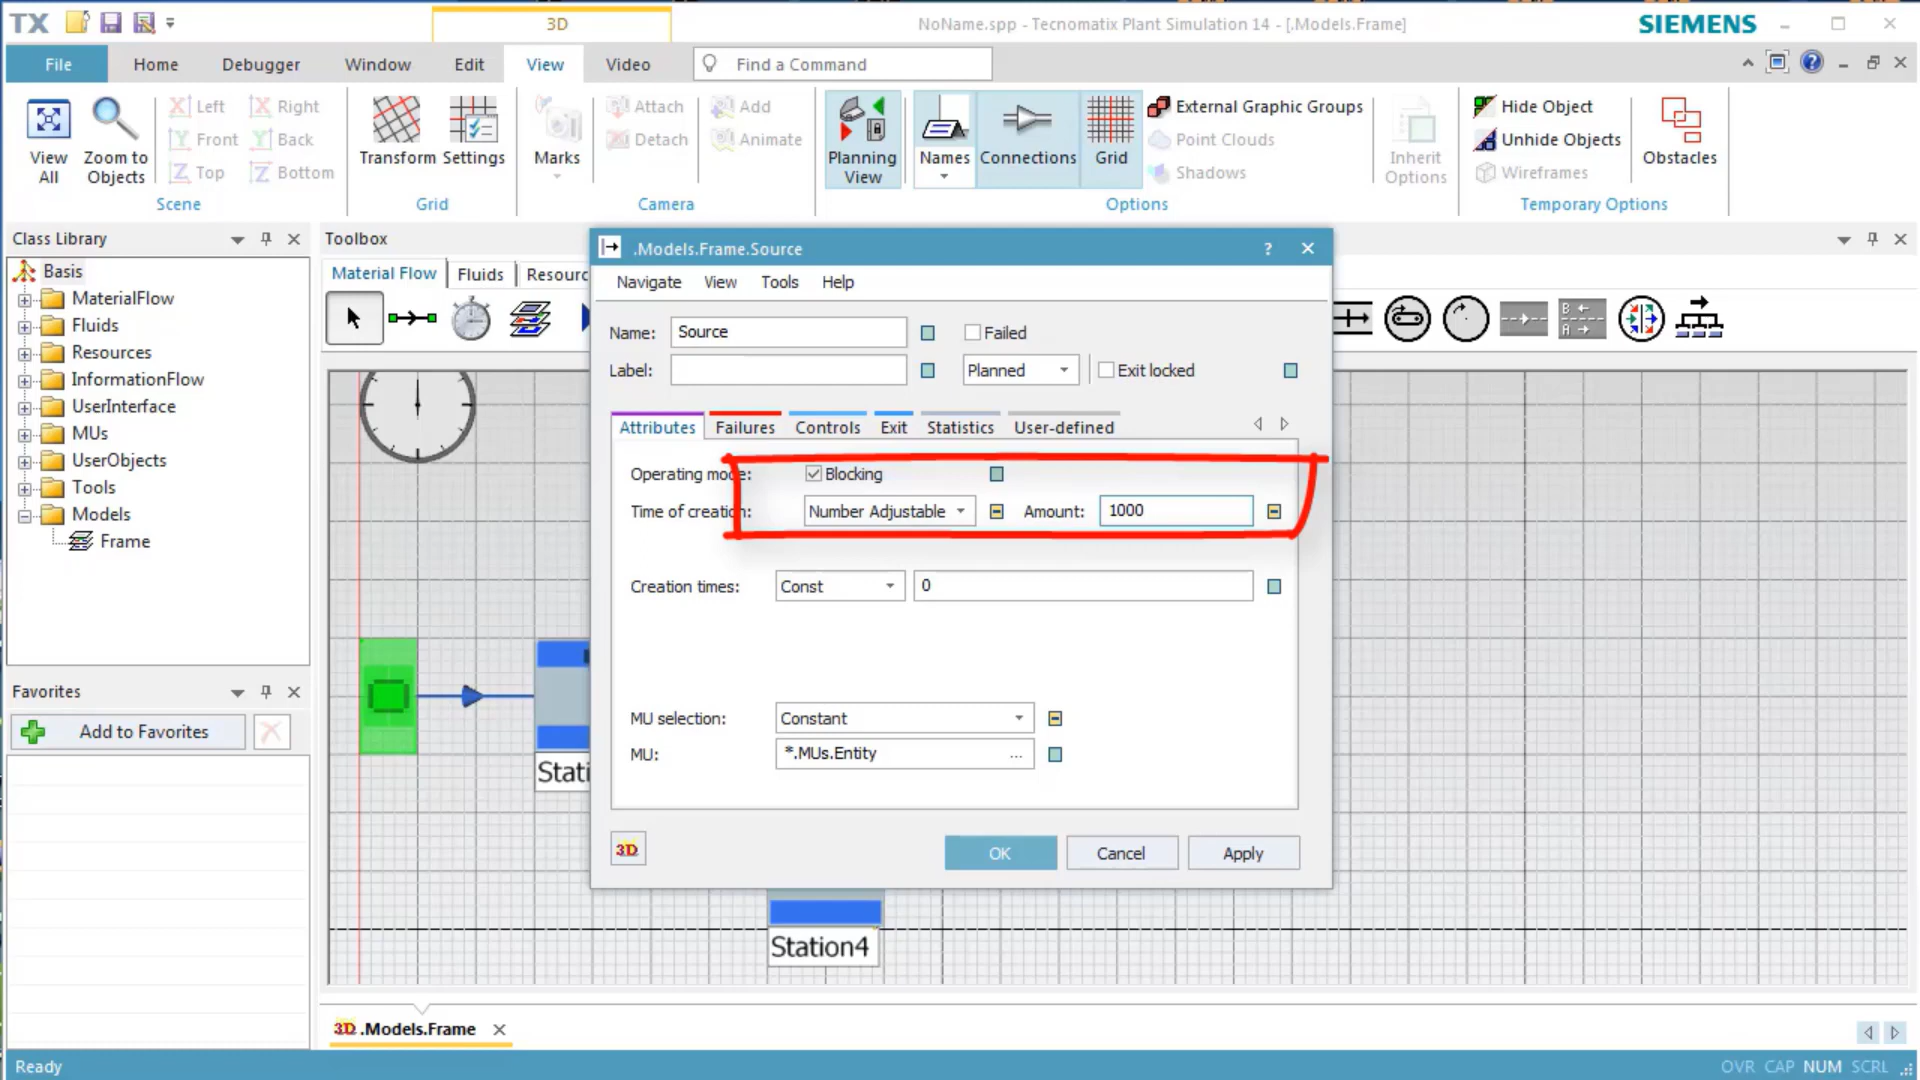 TX
3D
NoName.spp - Tecnomatix Plant Simulation 14 - [.Models.Frame]
SIEMENS
File Home Debugger Window Edit View Video Find a Command
View All
Zoom to Objects
Left Right
Front Back
Top Bottom
Scene
Transform Settings
Grid
Marks
Attach Add
Detach Animate
Camera
Planning View
Names Connections Grid
External Graphic Groups
Point Clouds
Shadows
Options
Inherit Options
Hide Object
Unhide Objects
Wireframes
Obstacles
Temporary Options
Class Library
Basis
MaterialFlow
Fluids
Resources
InformationFlow
UserInterface
MUs
UserObjects
Tools
Models
Frame
Favorites
Add to Favorites
Toolbox
Material Flow Fluids Resourc
B
A
.Models.Frame.Source ?
Navigate View Tools Help
Name: Source Failed
Label: Planned Exit locked
Attributes Failures Controls Exit Statistics User-defined
Operating mode: Blocking
Time of creation: Number Adjustable Amount: 1000
Creation times: Const 0
MU selection: Constant
MU: *.MUs.Entity ...
3D OK Cancel Apply
Stati
Station4
3D .Models.Frame
Ready OVR CAP NUM SCRL